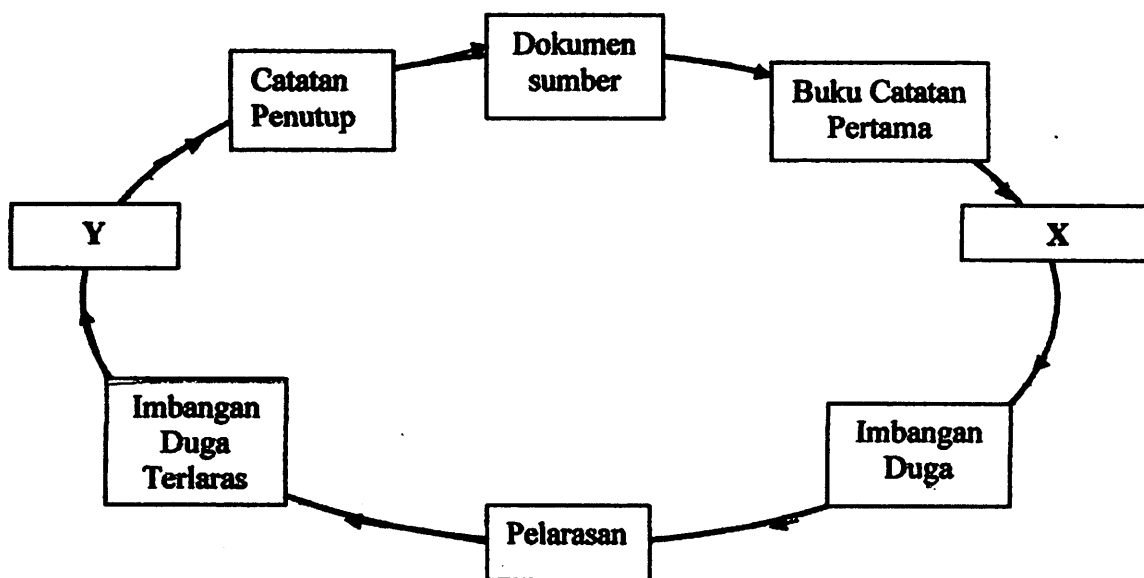 Dokumen
sumber
Catatan
Penutup
Buku Catatan
Pertama
Y
X
Imbangan
Duga
Terlaras
Imbangan
Duga
Pelarasan